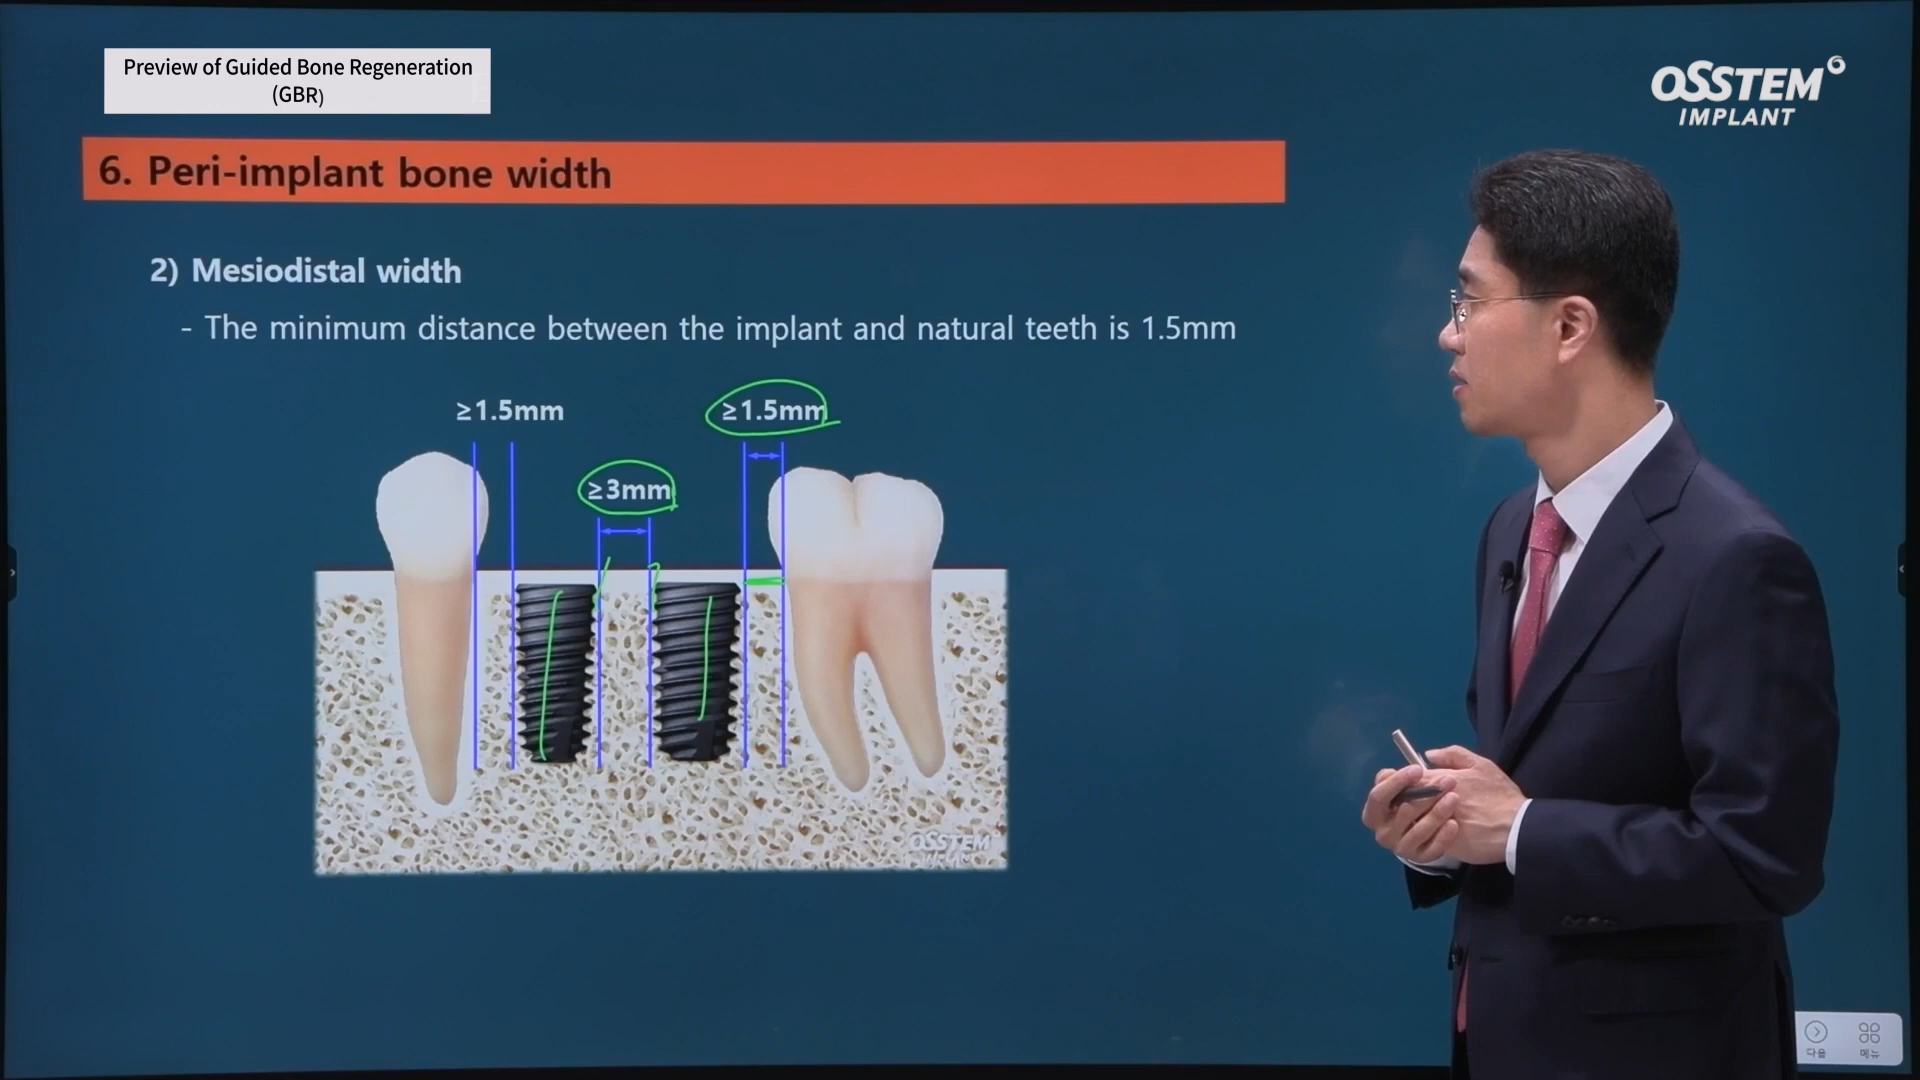 Preview of Guided Bone Regeneration
(GBR)
OSSTEM
IMPLANT
6. Peri-implant bone width
2) Mesiodistal width
- The minimum distance between the implant and natural teeth is 1.5mm
≥1.5mm
≥1.5mm
≥3mm
OSSTEM
IMPLANT
다음
메뉴